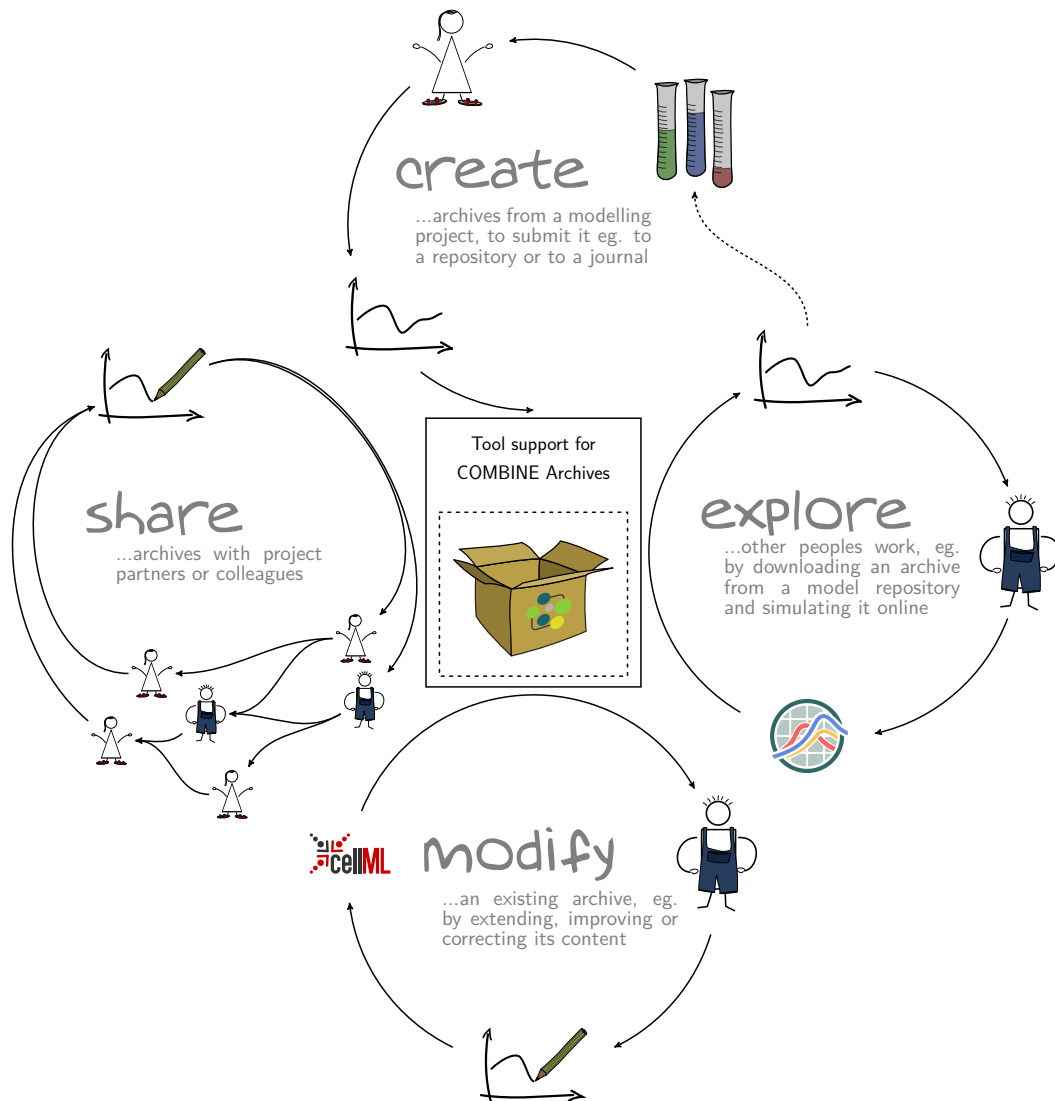 create
...archives from a modelling
project, to submit it eg. to
a repository or to a journal
Tool support for
COMBINE Archives
share
...archives with project
partners or colleagues
explore
...other peoples work, eg.
by downloading an archive
from a model repository
and simulating it online
cellML
modify
...an existing archive, eg.
by extending, improving or
correcting its content